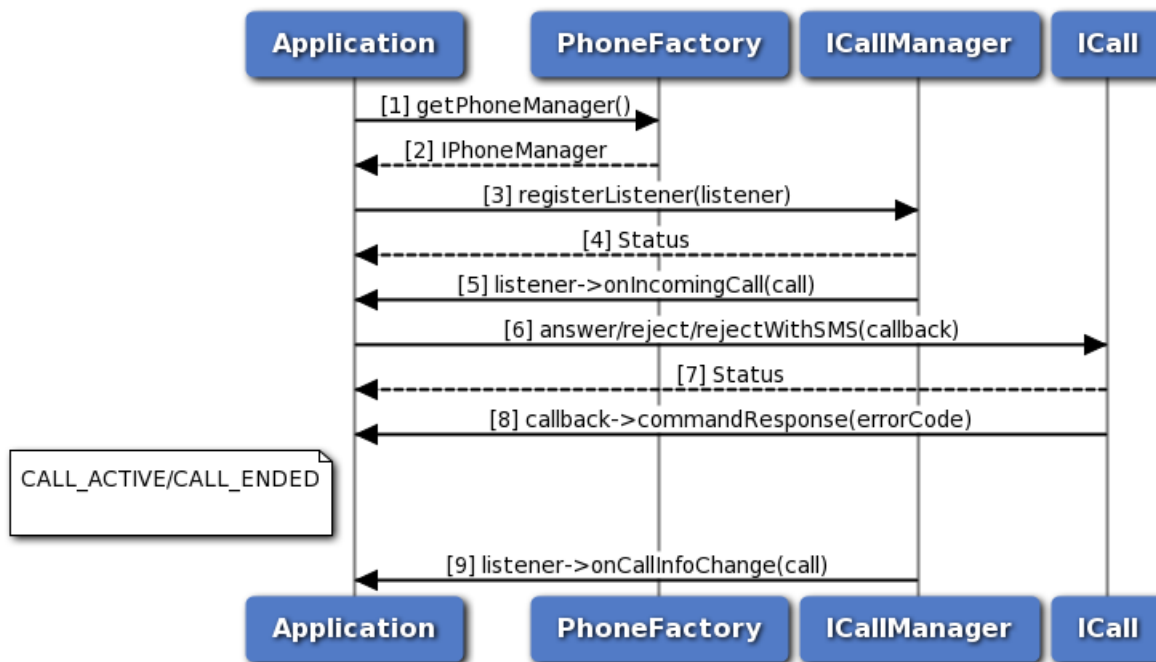 Application PhoneFactory ICallManager ICall
[1] getPhoneManager()
[2] IPhoneManager
[3] registerListener(listener)
[4] Status
[5] listener->onIncomingCall(call)
[6] answer/reject/rejectWithSMS(callback)
[7] Status
[8] callback->commandResponse(errorCode)
CALL_ACTIVE/CALL_ENDED
[9] listener->onCallInfoChange(call)
Application PhoneFactory ICallManager ICall